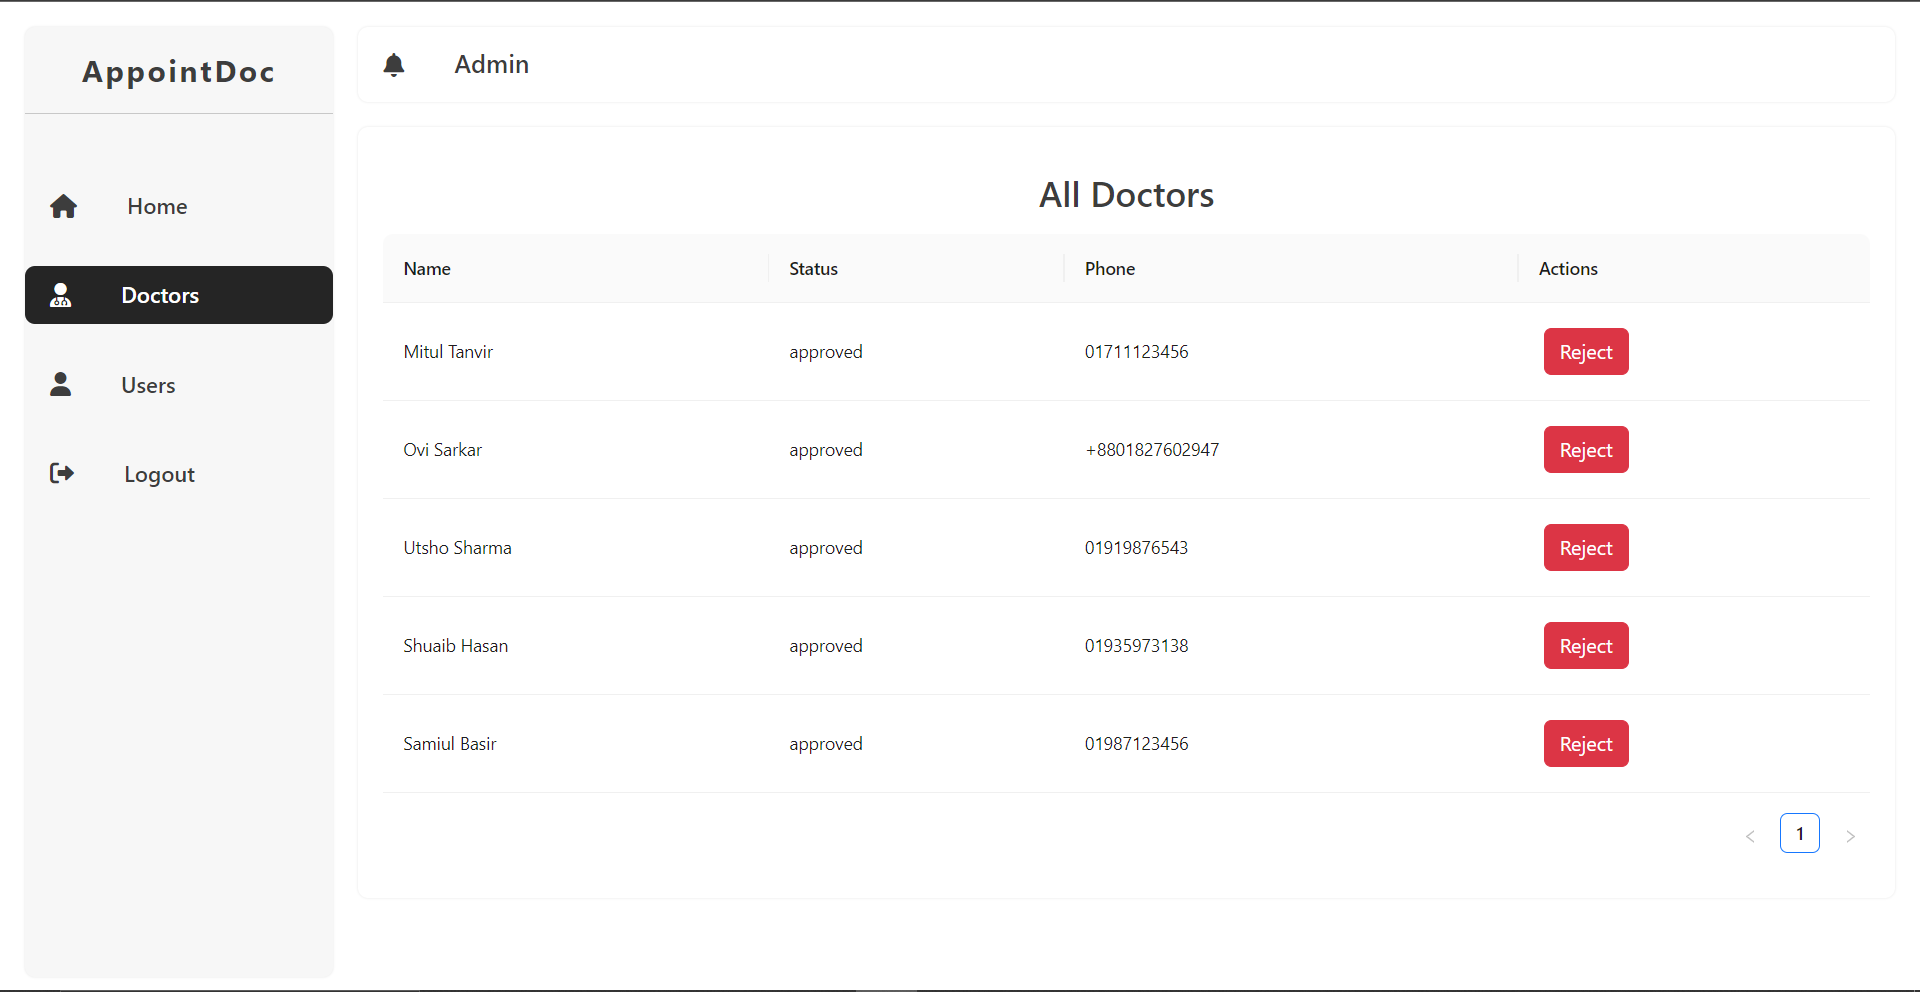 AppointDoc
Home
Doctors
Users
Logout
Admin
All Doctors
Name Status Phone Actions
Mitul Tanvir approved 01711123456 Reject
Ovi Sarkar approved +8801827602947 Reject
Utsho Sharma approved 01919876543 Reject
Shuaib Hasan approved 01935973138 Reject
Samiul Basir approved 01987123456 Reject
< 1 >